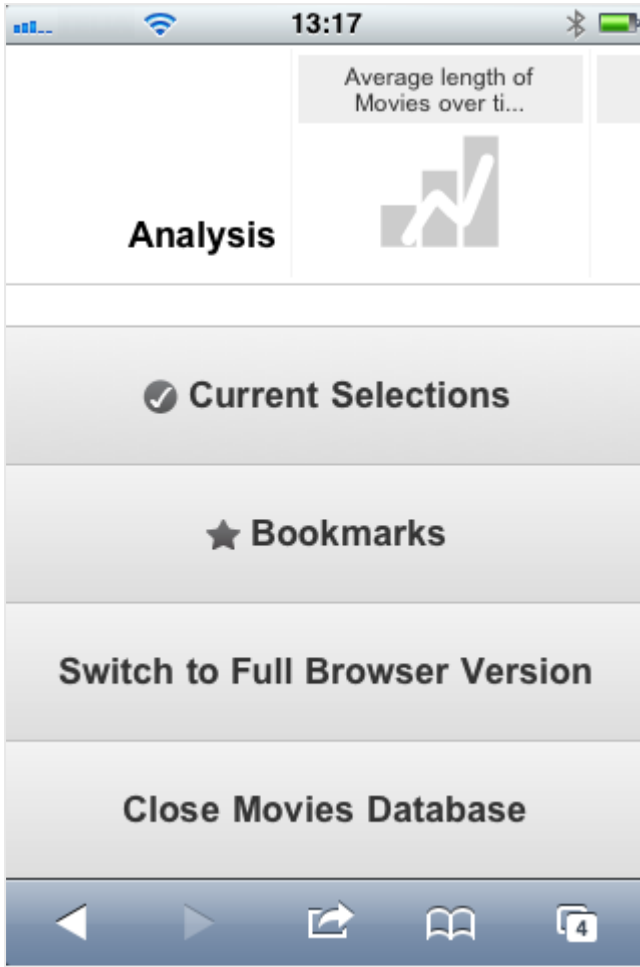 13:17
Average length of
Movies over ti...
Analysis
Current Selections
Bookmarks
Switch to Full Browser Version
Close Movies Database
4